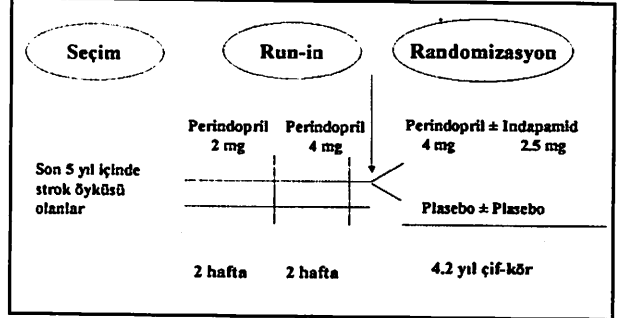 Seçim Run-in Randomizasyon
Perindopril Perindopril Perindopril ± Indapamid
2 mg 4 mg 4 mg 2.5 mg
Son 5 yıl içinde
strok öyküsü
olanlar
Plasebo ± Plasebo
2 hafta 2 hafta 4.2 yıl çif-kör